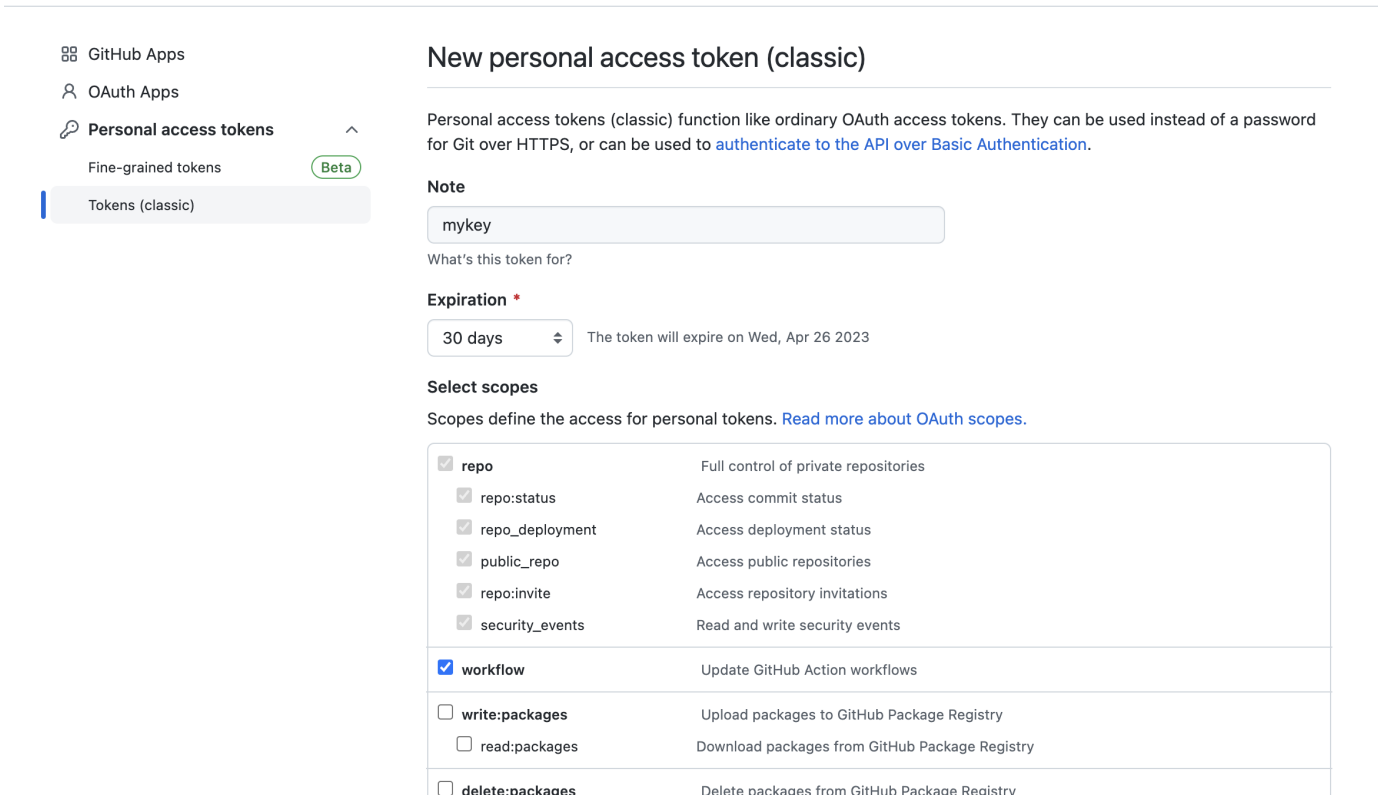 GitHub Apps
OAuth Apps
Personal access tokens
Fine-grained tokens Beta
Tokens (classic)
New personal access token (classic)
Personal access tokens (classic) function like ordinary OAuth access tokens. They can be used instead of a password
for Git over HTTPS, or can be used to authenticate to the API over Basic Authentication.
Note
mykey
What's this token for?
Expiration *
30 days The token will expire on Wed, Apr 26 2023
Select scopes
Scopes define the access for personal tokens. Read more about OAuth scopes.
repo Full control of private repositories
repo:status Access commit status
repo_deployment Access deployment status
public_repo Access public repositories
repo:invite Access repository invitations
security_events Read and write security events
workflow Update GitHub Action workflows
write:packages Upload packages to GitHub Package Registry
read:packages Download packages from GitHub Package Registry
delete:packages Delete packages from GitHub Package Registry